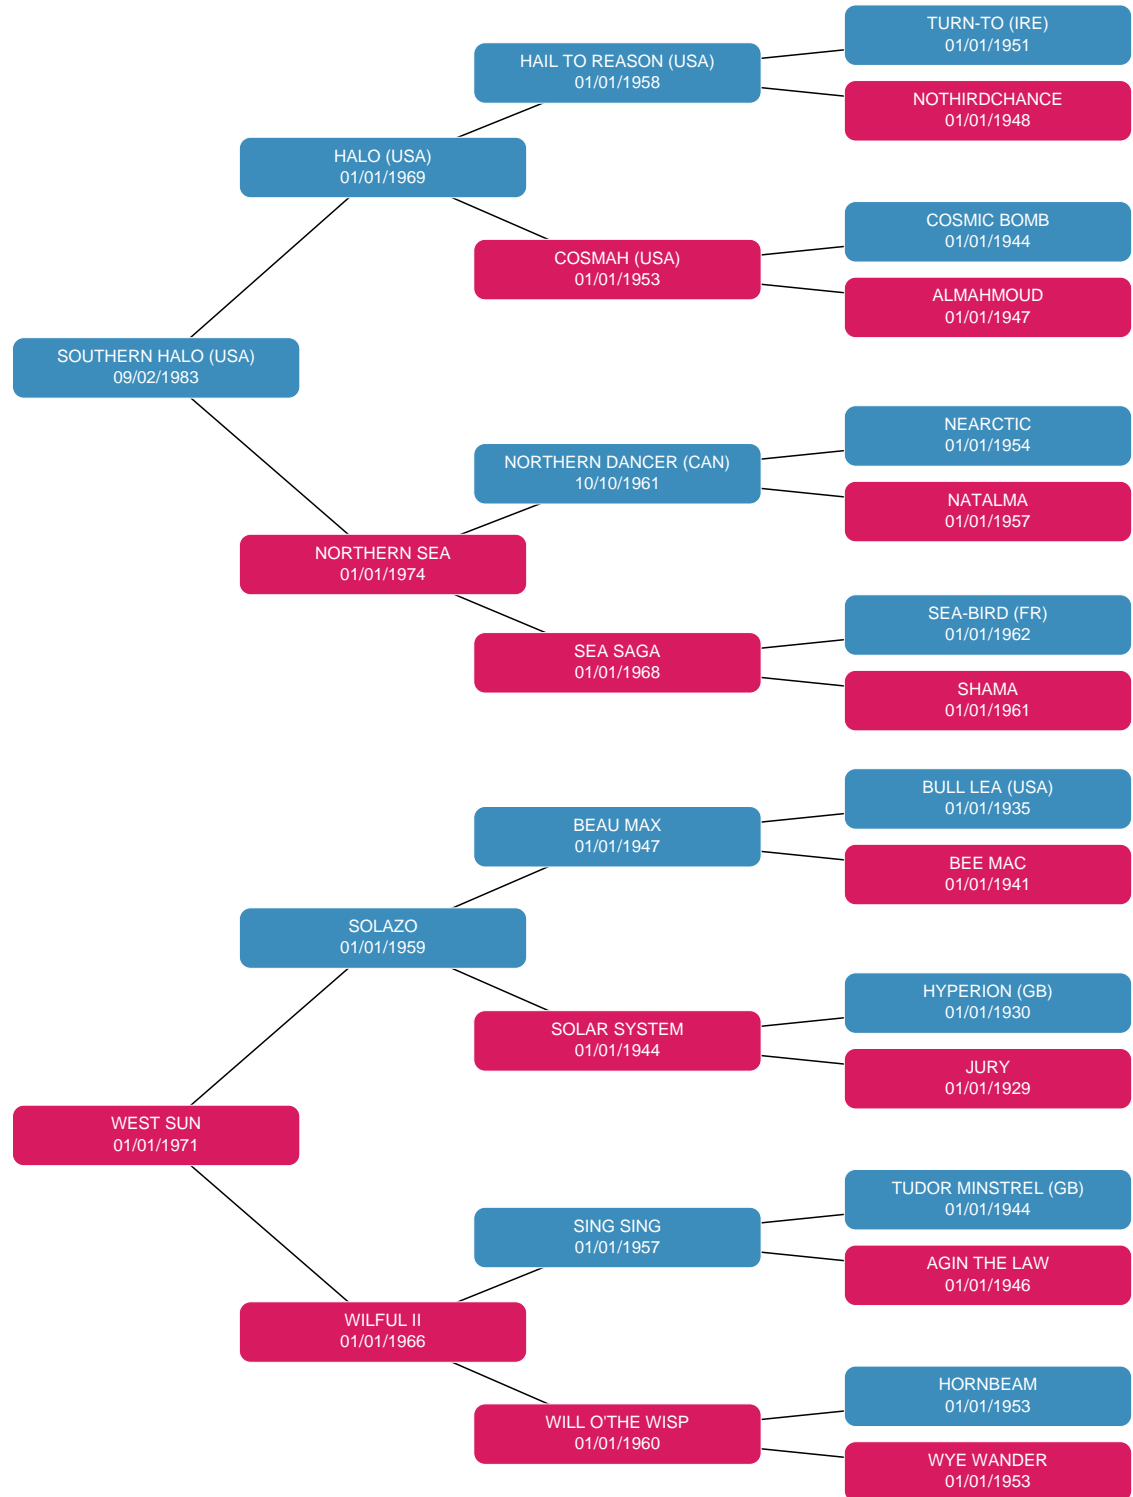 TURN-TO (IRE)
01/01/1951
HAIL TO REASON (USA)
01/01/1958
NOTHIRDCHANCE
01/01/1948
HALO (USA)
01/01/1969
COSMIC BOMB
01/01/1944
COSMAH (USA)
01/01/1953
ALMAHMOUD
01/01/1947
SOUTHERN HALO (USA)
09/02/1983
NEARCTIC
01/01/1954
NORTHERN DANCER (CAN)
10/10/1961
NATALMA
01/01/1957
NORTHERN SEA
01/01/1974
SEA-BIRD (FR)
01/01/1962
SEA SAGA
01/01/1968
SHAMA
01/01/1961
BULL LEA (USA)
01/01/1935
BEAU MAX
01/01/1947
BEE MAC
01/01/1941
SOLAZO
01/01/1959
HYPERION (GB)
01/01/1930
SOLAR SYSTEM
01/01/1944
JURY
01/01/1929
WEST SUN
01/01/1971
TUDOR MINSTREL (GB)
01/01/1944
SING SING
01/01/1957
AGIN THE LAW
01/01/1946
WILFUL II
01/01/1966
HORNBEAM
01/01/1953
WILL O'THE WISP
01/01/1960
WYE WANDER
01/01/1953